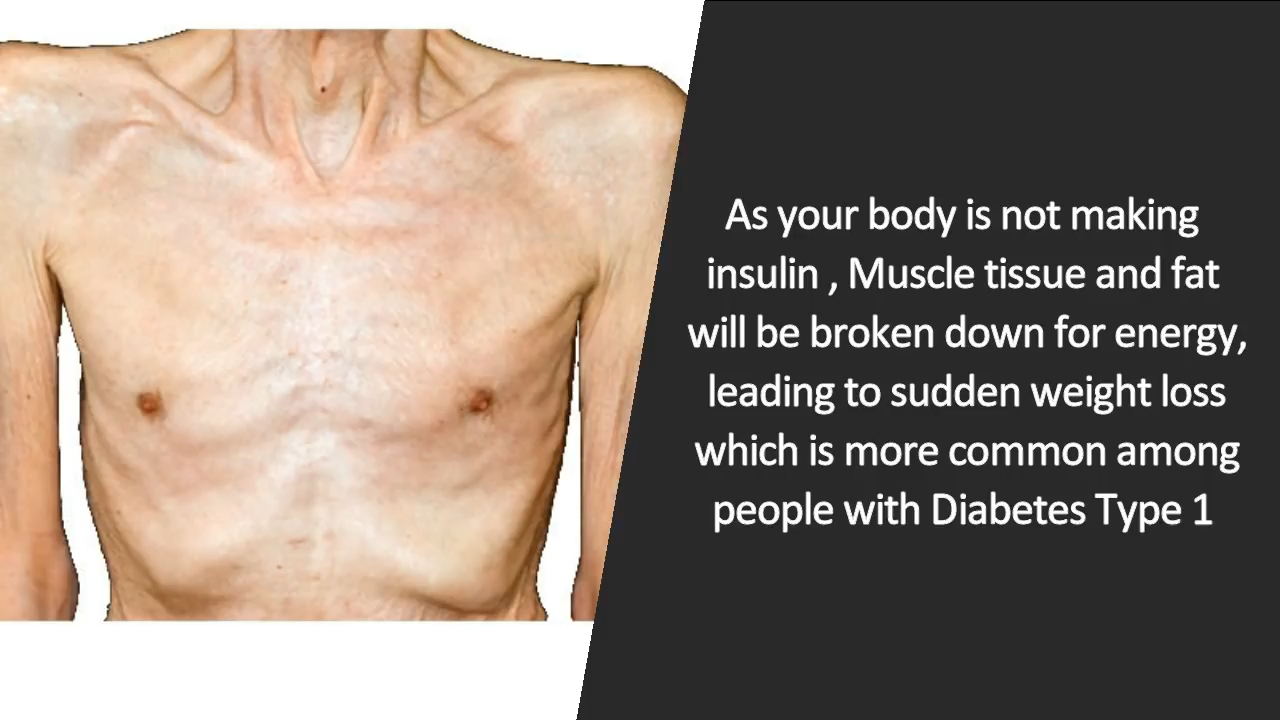 As your body is not making
insulin , Muscle tissue and fat
will be broken down for energy,
leading to sudden weight loss
which is more common among
people with Diabetes Type 1